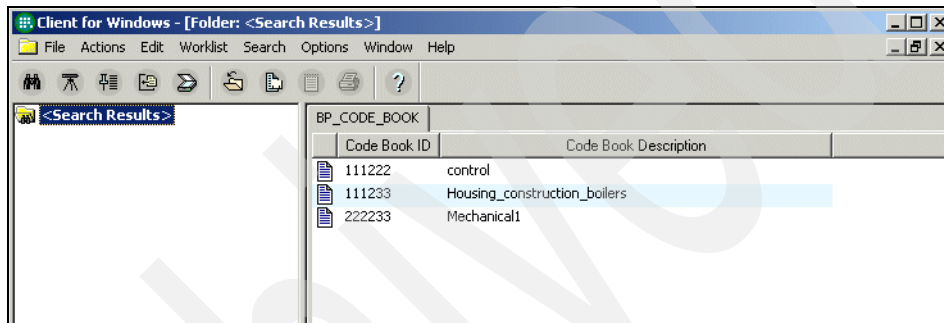 Client for Windows - [Folder: <Search Results>]
File Actions Edit Worklist Search Options Window Help
<Search Results>
BP_CODE_BOOK
Code Book ID Code Book Description
111222 control
111233 Housing_construction_boilers
222233 Mechanical1